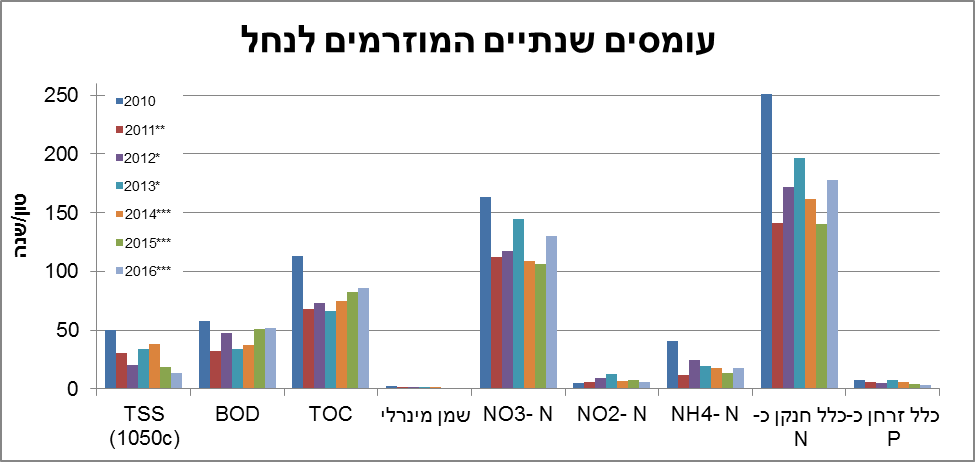 עומסים שנתיים המוזרמים לנחל
טון/שנה
250
200
150
100
50
0
2010
2011**
2012*
2013*
2014***
2015***
2016***
TSS
(1050c)
BOD
TOC
שמן מינרלי
NO3- N
NO2- N
NH4- N
כלל חנקן כ-
N
כלל זרחן כ-
P